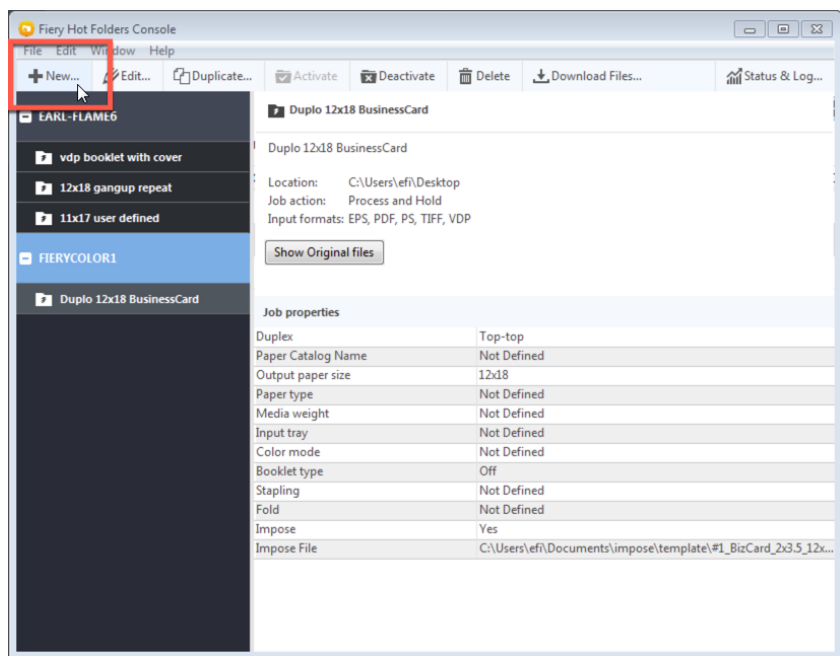 Fiery Hot Folders Console
File Edit Window Help
New... Edit... Duplicate... Activate Deactivate Delete Download Files... Status & Log...
EARL-FLAME6
vdp booklet with cover
12x18 gangup repeat
11x17 user defined
FIERYCOLOR1
Duplo 12x18 BusinessCard
Duplo 12x18 BusinessCard
Duplo 12x18 BusinessCard
Location: C:\Users\efi\Desktop
Job action: Process and Hold
Input formats: EPS, PDF, PS, TIFF, VDP
Show Original files
Job properties
Duplex Top-top
Paper Catalog Name Not Defined
Output paper size 12x18
Paper type Not Defined
Media weight Not Defined
Input tray Not Defined
Color mode Not Defined
Booklet type Off
Stapling Not Defined
Fold Not Defined
Impose Yes
Impose File C:\Users\efi\Documents\impose\template\#1_BizCard_2x3.5_12x...